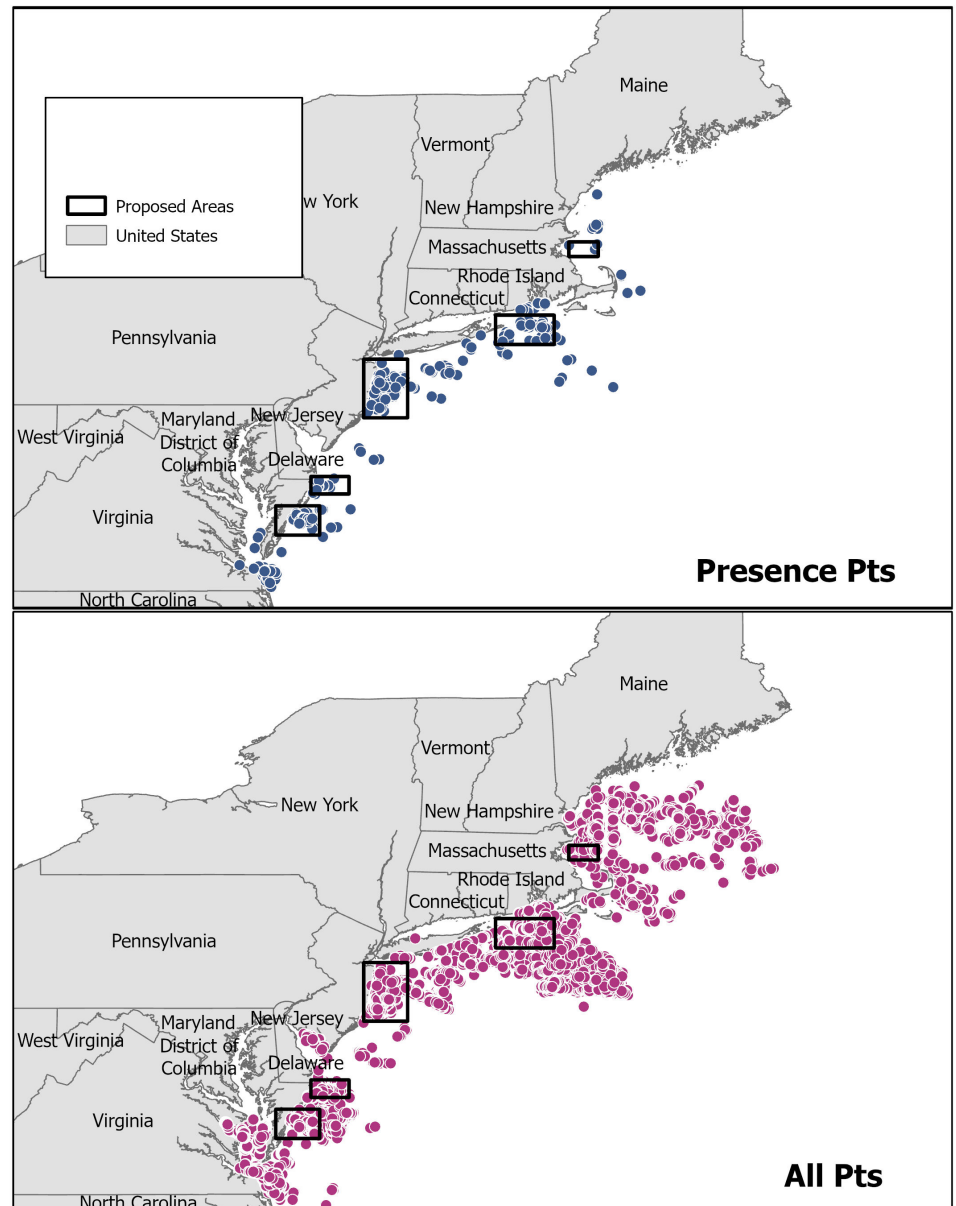 Maine
Vermont
w York
Proposed Areas
New Hampshire
United States
Massachusetts
Rhode Island
Connecticut
Pennsylvania
New Jersey
Maryland
West Virginia
District of
Columbia
Delaware
Virginia
Presence Pts
North Carolina
Maine
Vermont
New York
New Hampshire
Massachusetts
Rhode Island
Connecticut
Pennsylvania
New Jersey
Maryland
West Virginia
District of
Columbia
Delaware
Virginia
All Pts
North Carolina